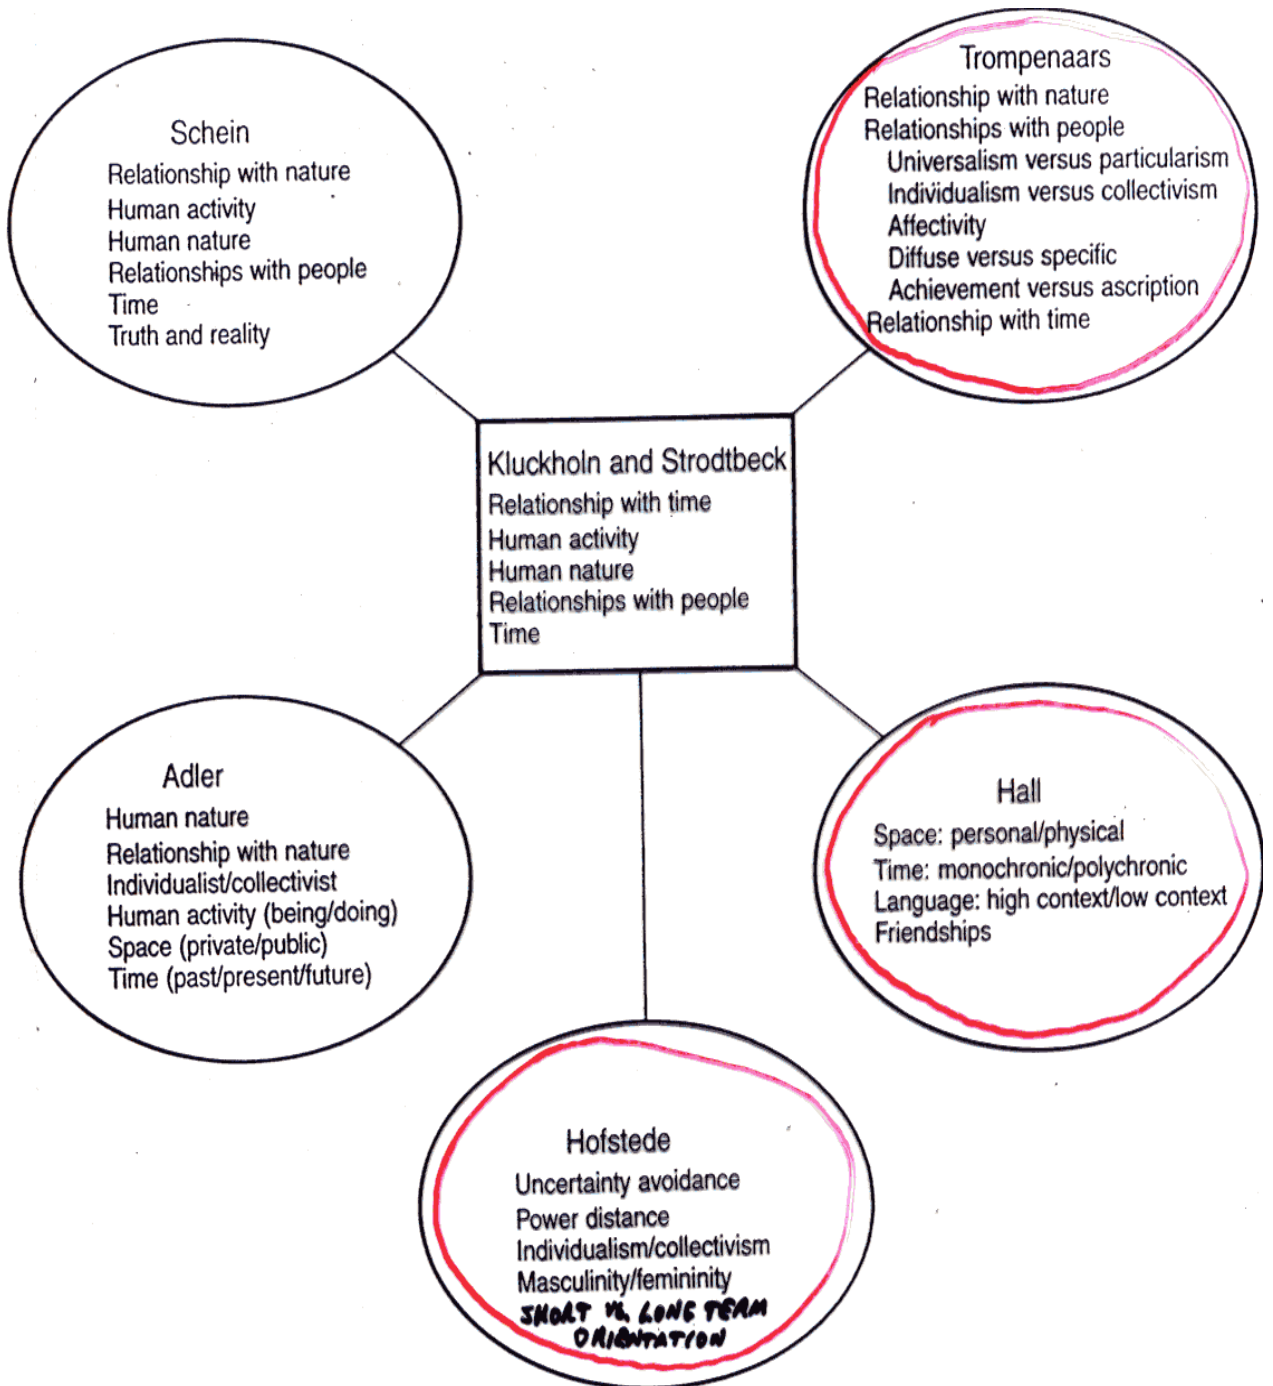 Schein
Relationship with nature
Human activity
Human nature
Relationships with people
Time
Truth and reality
Trompenaars
Relationship with nature
Relationships with people
Universalism versus particularism
Individualism versus collectivism
Affectivity
Diffuse versus specific
Achievement versus ascription
Relationship with time
Kluckholn and Strodtbeck
Relationship with time
Human activity
Human nature
Relationships with people
Time
Adler
Human nature
Relationship with nature
Individualist/collectivist
Human activity (being/doing)
Space (private/public)
Time (past/present/future)
Hall
Space: personal/physical
Time: monochronic/polychronic
Language: high context/low context
Friendships
Hofstede
Uncertainty avoidance
Power distance
Individualism/collectivism
Masculinity/femininity
SHORT VS. LONG TERM
ORIENTATION